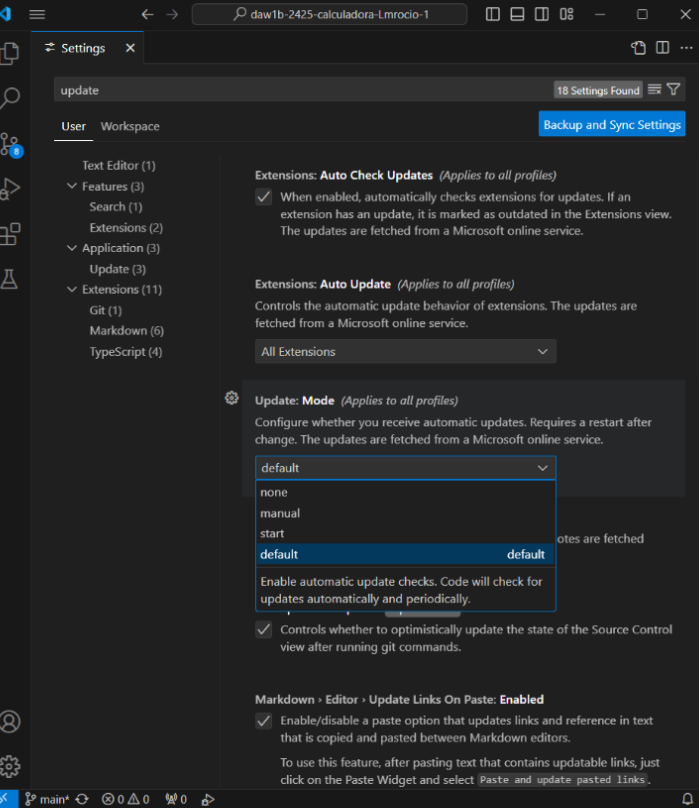 daw1b-2425-calculadora-Lmrocio-1
Settings
update
18 Settings Found
User Workspace
Backup and Sync Settings
Text Editor (1)
Features (3)
Search (1)
Extensions (2)
Application (3)
Update (3)
Extensions (11)
Git (1)
Markdown (6)
TypeScript (4)
Extensions: Auto Check Updates (Applies to all profiles)
When enabled, automatically checks extensions for updates. If an
extension has an update, it is marked as outdated in the Extensions view.
The updates are fetched from a Microsoft online service.
Extensions: Auto Update (Applies to all profiles)
Controls the automatic update behavior of extensions. The updates are
fetched from a Microsoft online service.
All Extensions
Update: Mode (Applies to all profiles)
Configure whether you receive automatic updates. Requires a restart after
change. The updates are fetched from a Microsoft online service.
default
none
manual
start
default default
otes are fetched
Enable automatic update checks. Code will check for
updates automatically and periodically.
Controls whether to optimistically update the state of the Source Control
view after running git commands.
Markdown › Editor › Update Links On Paste: Enabled
Enable/disable a paste option that updates links and reference in text
that is copied and pasted between Markdown editors.
To use this feature, after pasting text that contains updatable links, just
click on the Paste Widget and select Paste and update pasted links.
8
main* 0 0 0